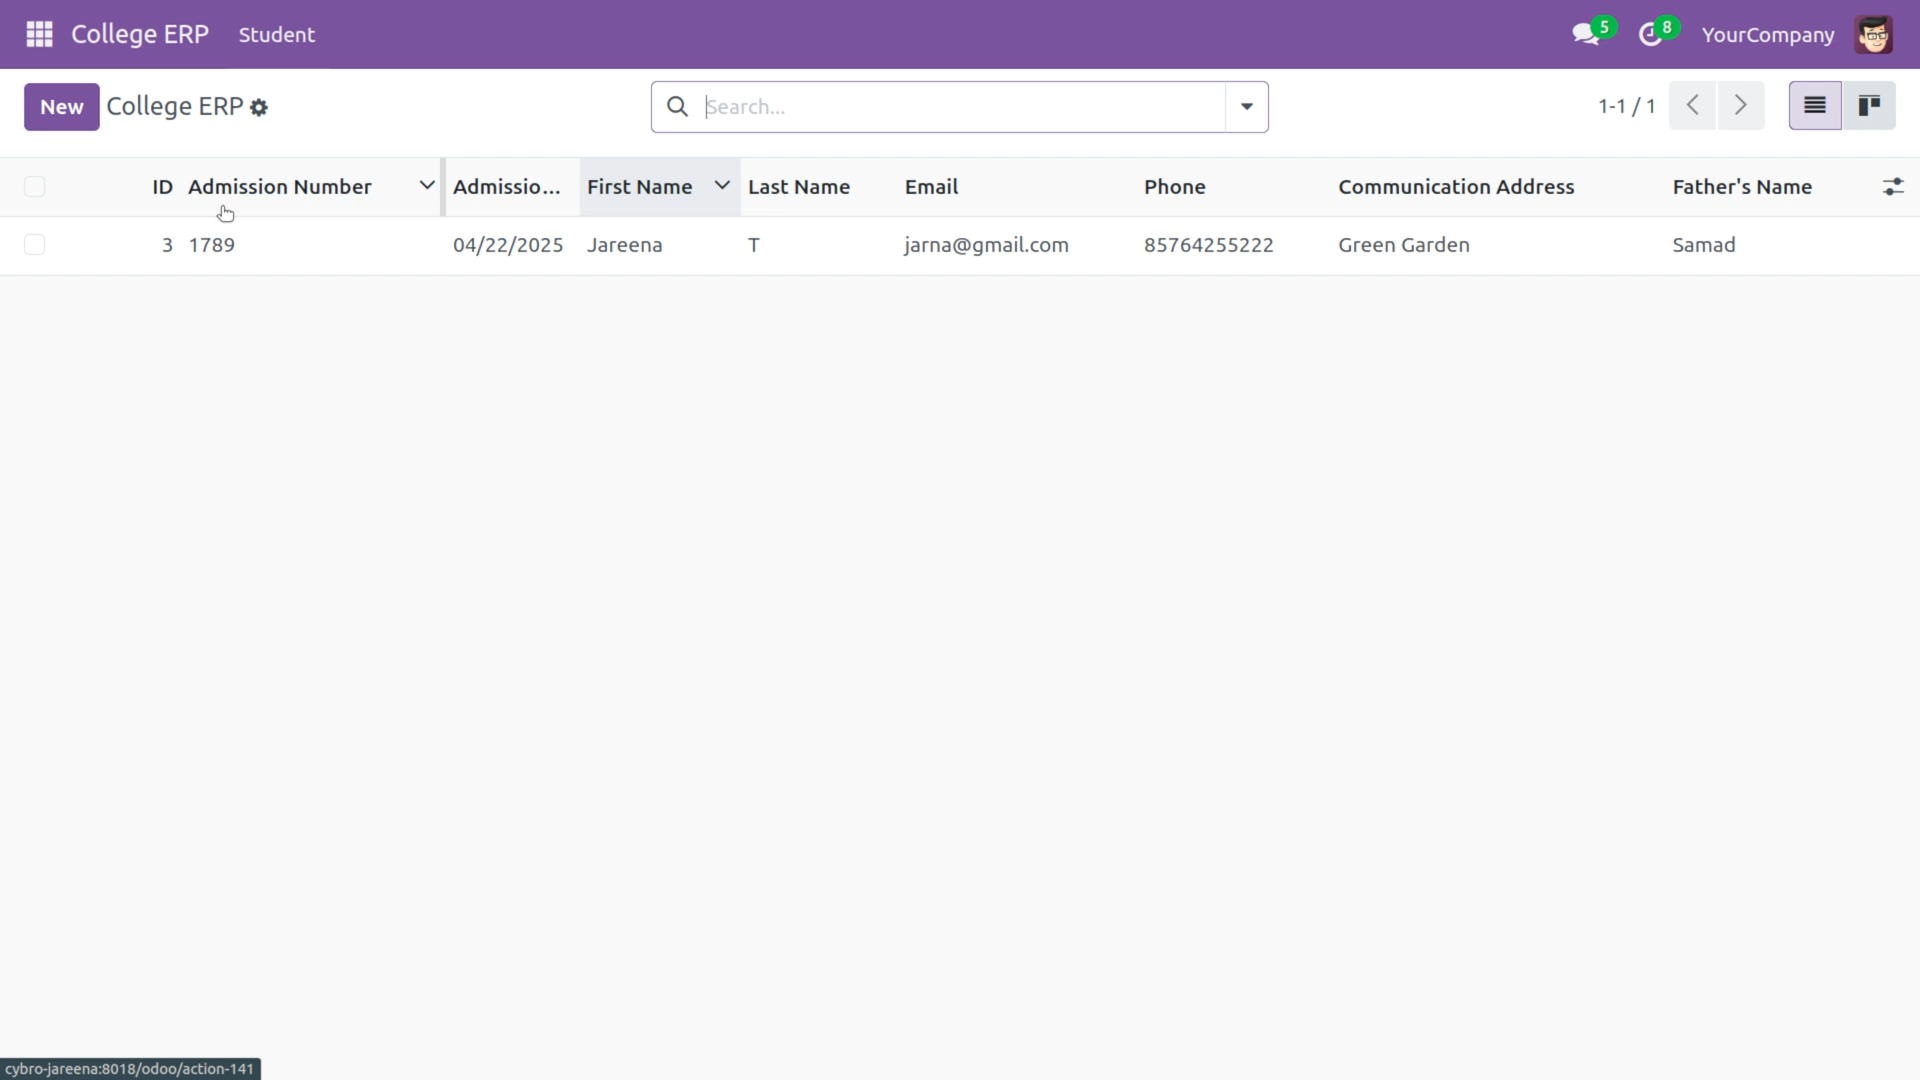 College ERP Student 5 8 YourCompany
New College ERP Search... 1-1 / 1
ID Admission Number Admissio... First Name Last Name Email Phone Communication Address Father's Name
3 1789 04/22/2025 Jareena T jarna@gmail.com 85764255222 Green Garden Samad
cybro-jareena:8018/odoo/action-141